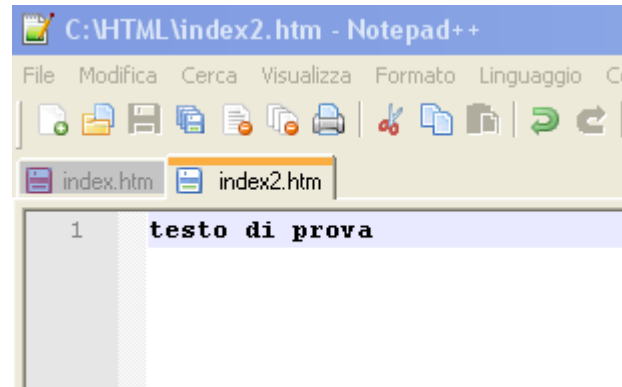 C:\HTML\index2.htm - Notepad++
File Modifica Cerca Visualizza Formato Linguaggio
index.htm index2.htm
1 testo di prova